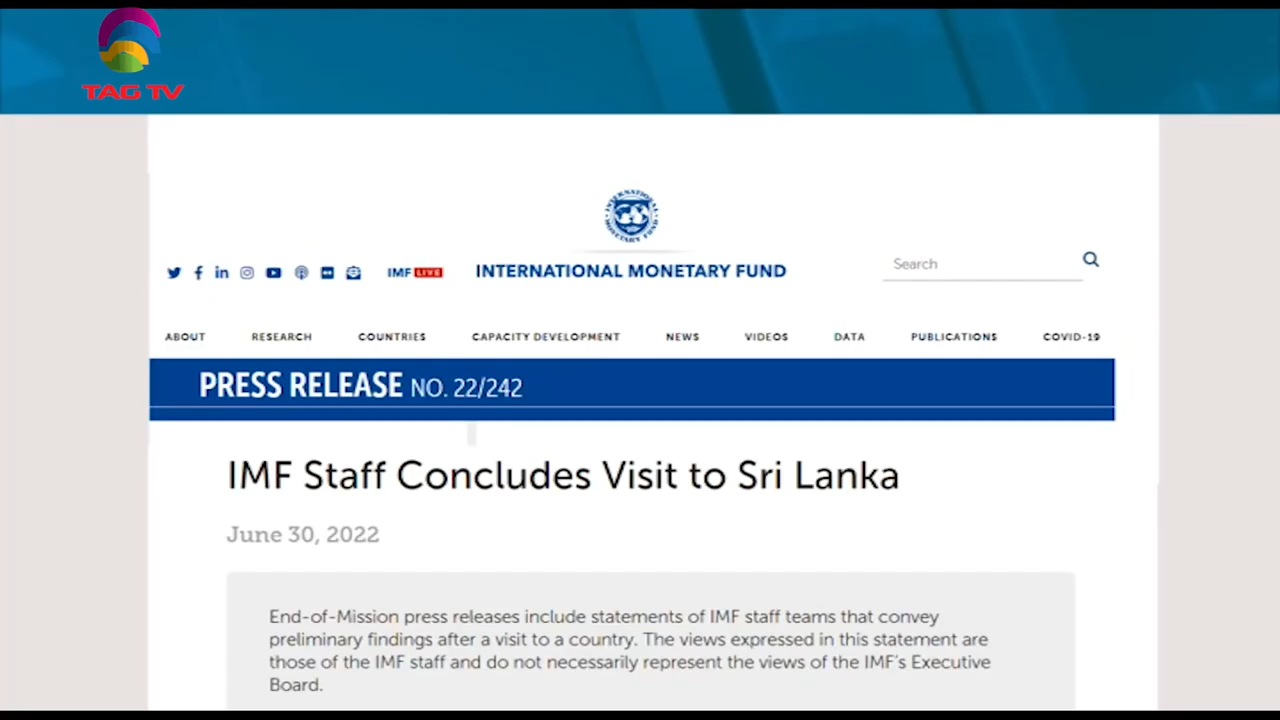 TAG TV
INTERNATIONAL
MONETARY FUND
IMF LIVE
INTERNATIONAL MONETARY FUND
Search
ABOUT RESEARCH COUNTRIES CAPACITY DEVELOPMENT NEWS VIDEOS DATA PUBLICATIONS COVID-19
PRESS RELEASE NO. 22/242
IMF Staff Concludes Visit to Sri Lanka
June 30, 2022
End-of-Mission press releases include statements of IMF staff teams that convey
preliminary findings after a visit to a country. The views expressed in this statement are
those of the IMF staff and do not necessarily represent the views of the IMF's Executive
Board.